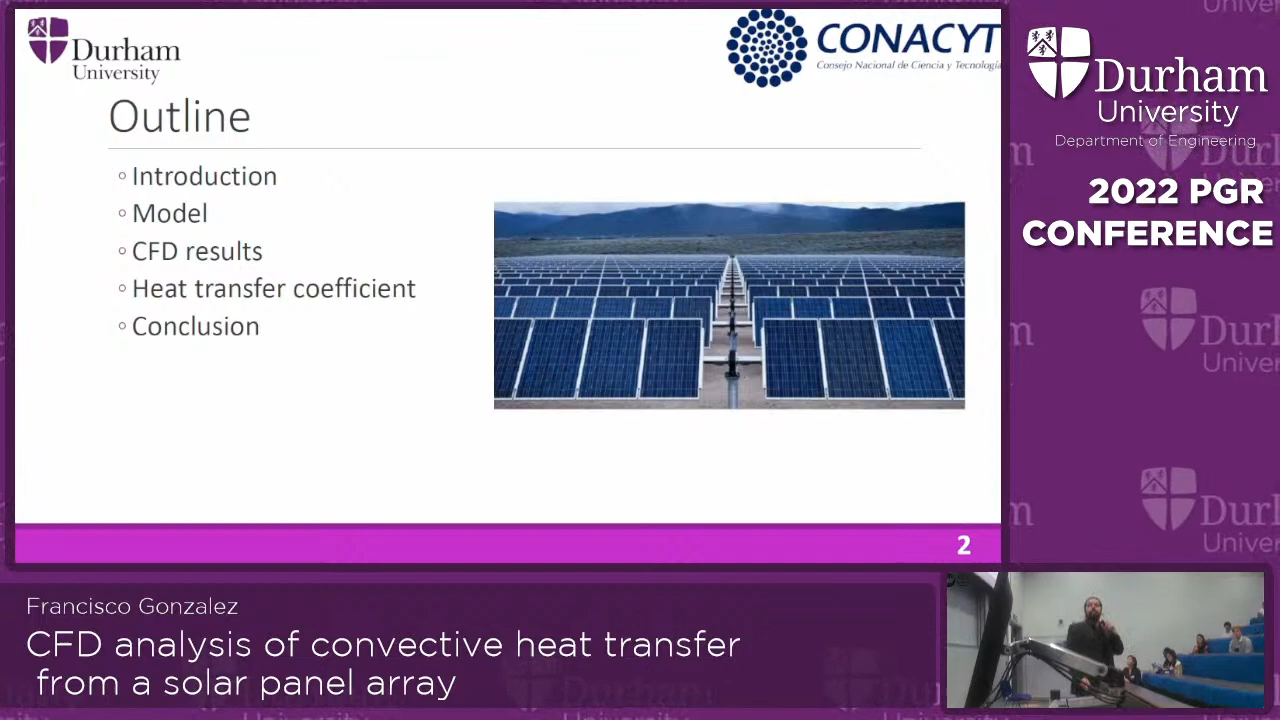 Durham
University
CONACYT
Consejo Nacional de Ciencia y Tecnología
Outline
Introduction
Model
CFD results
Heat transfer coefficient
Conclusion
2
Durham
University
Department of Engineering
2022 PGR
CONFERENCE
Francisco Gonzalez
CFD analysis of convective heat transfer
from a solar panel array